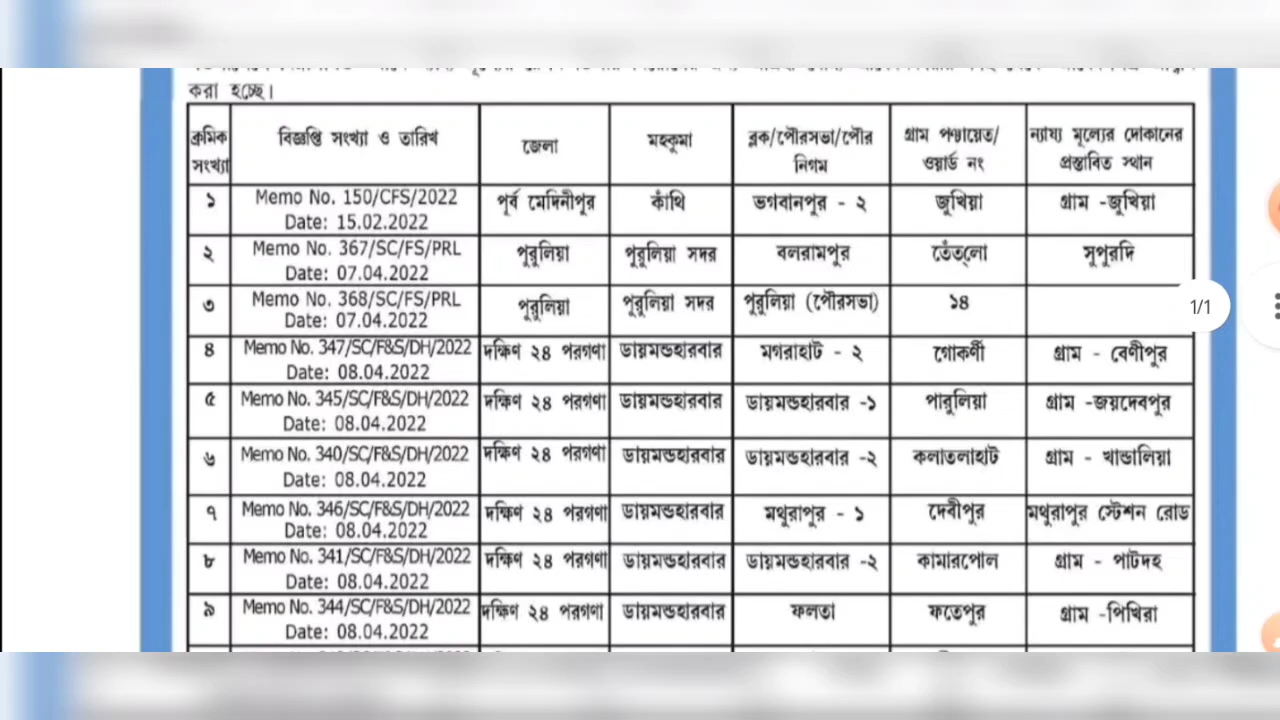 করা হচ্ছে।
ক্রমিক সংখ্যা বিজ্ঞপ্তি সংখ্যা ও তারিখ জেলা মহকুমা ব্লক/পৌরসভা/পৌর নিগম গ্রাম পঞ্চায়েত/ ওয়ার্ড নং ন্যায্য মূল্যের দোকানের প্রস্তাবিত স্থান
১ Memo No. 150/CFS/2022 Date: 15.02.2022 পূর্ব মেদিনীপুর কাঁথি ভগবানপুর - ২ জুখিয়া গ্রাম -জুখিয়া
২ Memo No. 367/SC/FS/PRL Date: 07.04.2022 পুরুলিয়া পুরুলিয়া সদর বলরামপুর তেঁত্লো সুপুরদি
৩ Memo No. 368/SC/FS/PRL Date: 07.04.2022 পুরুলিয়া পুরুলিয়া সদর পুরুলিয়া (পৌরসভা) ১৪
1/1
৪ Memo No. 347/SC/F&S/DH/2022 Date: 08.04.2022 দক্ষিণ ২৪ পরগণা ডায়মন্ডহারবার মগরাহাট - ২ গোকর্ণী গ্রাম - বেণীপুর
৫ Memo No. 345/SC/F&S/DH/2022 Date: 08.04.2022 দক্ষিণ ২৪ পরগণা ডায়মন্ডহারবার ডায়মন্ডহারবার -১ পারুলিয়া গ্রাম -জয়দেবপুর
৬ Memo No. 340/SC/F&S/DH/2022 Date: 08.04.2022 দক্ষিণ ২৪ পরগণা ডায়মন্ডহারবার ডায়মন্ডহারবার -২ কলাতলাহাট গ্রাম - খান্ডালিয়া
৭ Memo No. 346/SC/F&S/DH/2022 Date: 08.04.2022 দক্ষিণ ২৪ পরগণা ডায়মন্ডহারবার মথুরাপুর - ১ দেবীপুর মথুরাপুর স্টেশন রোড
৮ Memo No. 341/SC/F&S/DH/2022 Date: 08.04.2022 দক্ষিণ ২৪ পরগণা ডায়মন্ডহারবার ডায়মন্ডহারবার -২ কামারপোল গ্রাম - পাটদহ
৯ Memo No. 344/SC/F&S/DH/2022 Date: 08.04.2022 দক্ষিণ ২৪ পরগণা ডায়মন্ডহারবার ফলতা ফতেপুর গ্রাম -পিখিরা